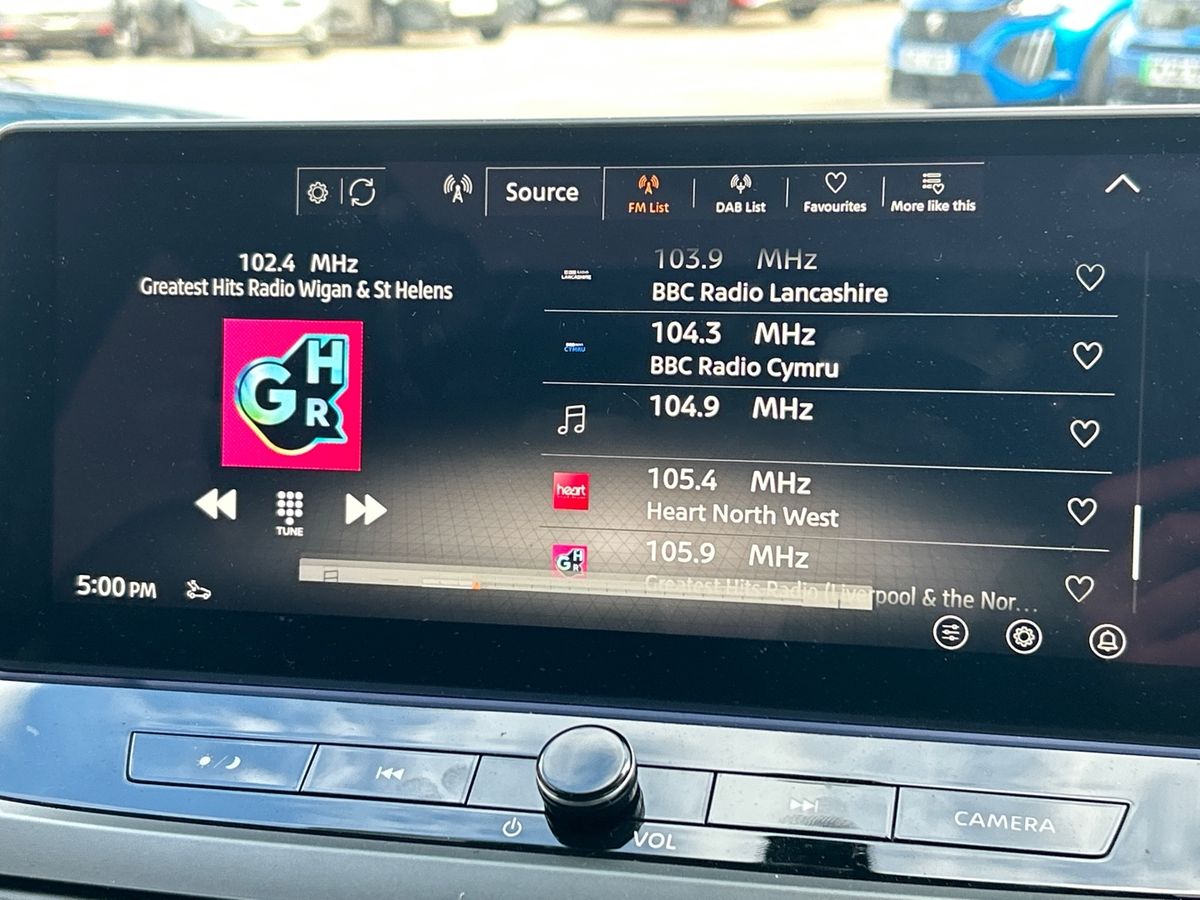 Source
FM List
DAB List
Favourites
More like this
102.4 MHz
Greatest Hits Radio Wigan & St Helens
GHR
TUNE
5:00 PM
103.9 MHz
BBC Radio Lancashire
104.3 MHz
BBC Radio Cymru
CYMRU
104.9 MHz
heart
105.4 MHz
Heart North West
GHR
105.9 MHz
Greatest Hits Radio (Liverpool & the Nor...
VOL
CAMERA